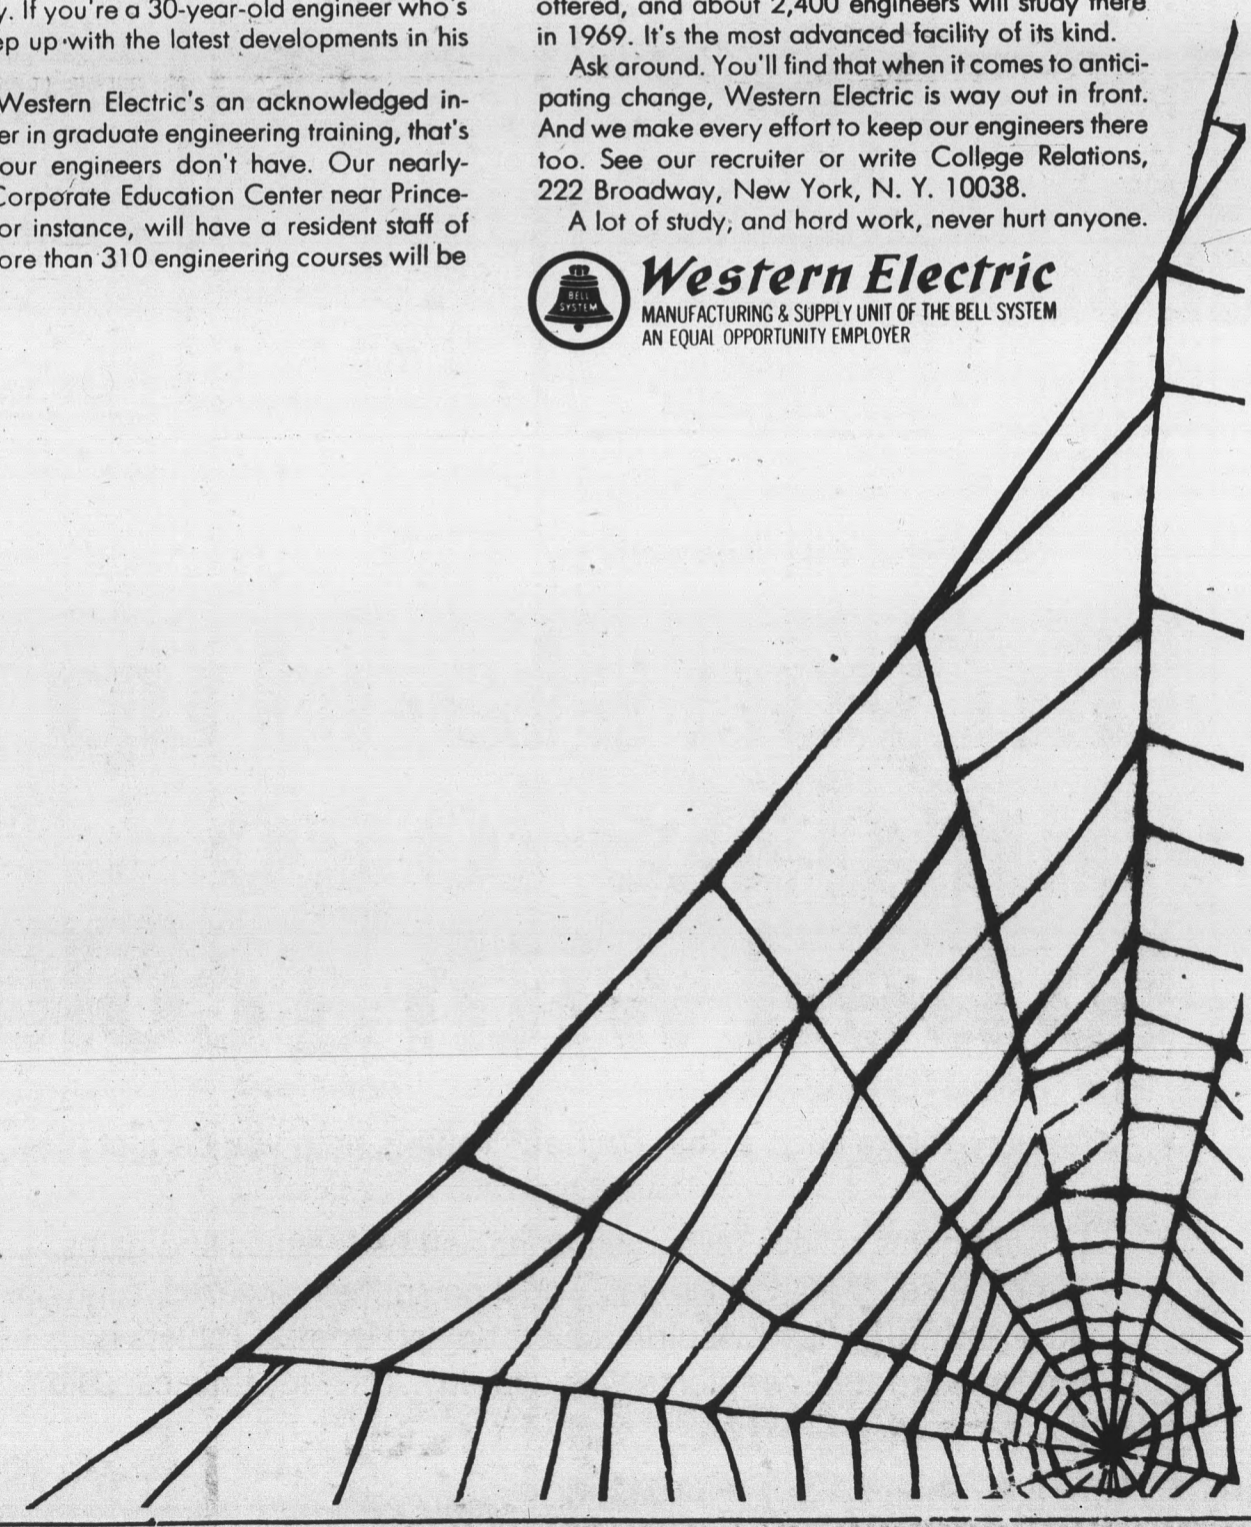 y. If you're a 30-year-old engineer who's
ep up with the latest developments in his
Western Electric's an acknowledged in-
er in graduate engineering training, that's
our engineers don't have. Our nearly-
Corporate Education Center near Prince-
or instance, will have a resident staff of
ore than 310 engineering courses will be
offered, and about 2,400 engineers will study there
in 1969. It's the most advanced facility of its kind.
Ask around. You'll find that when it comes to antici-
pating change, Western Electric is way out in front.
And we make every effort to keep our engineers there
too. See our recruiter or write College Relations,
222 Broadway, New York, N. Y. 10038.
A lot of study, and hard work, never hurt anyone.
BELL
SYSTEM
Western Electric
MANUFACTURING & SUPPLY UNIT OF THE BELL SYSTEM
AN EQUAL OPPORTUNITY EMPLOYER